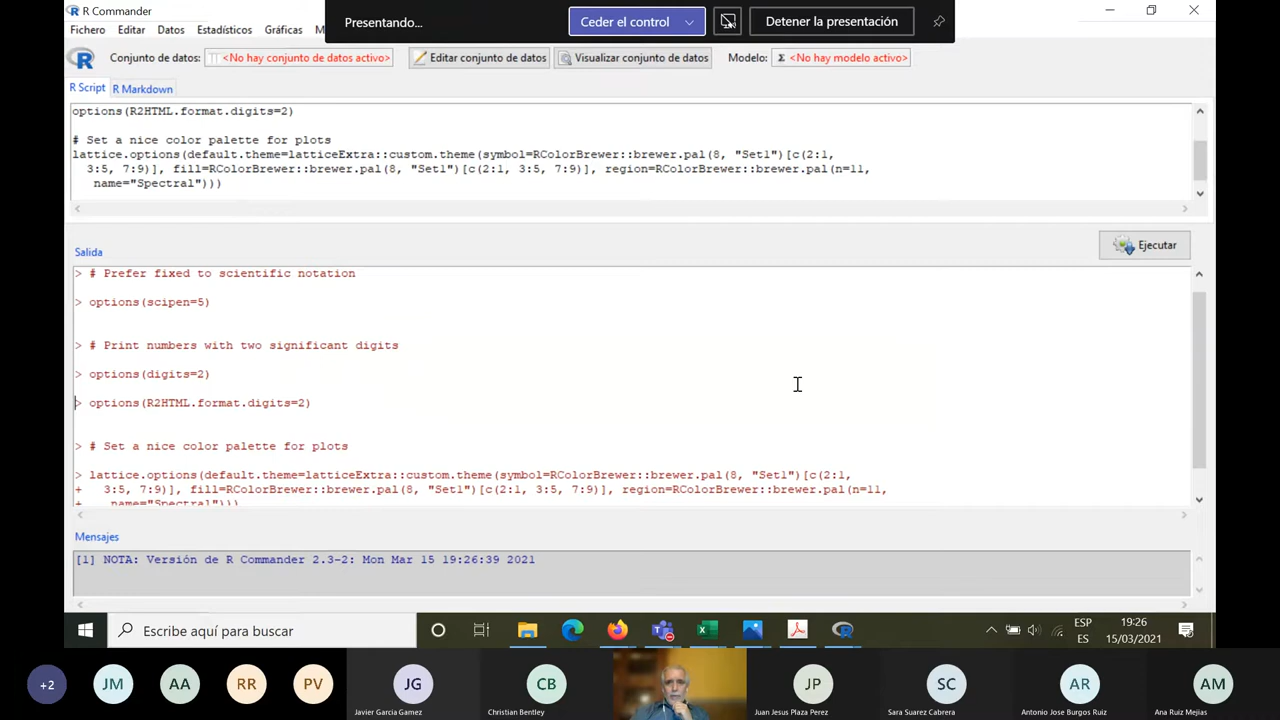 R Commander
Presentando...
Ceder el control
Detener la presentación
Fichero Editar Datos Estadísticos Gráficas M
Conjunto de datos: <No hay conjunto de datos activo> Editar conjunto de datos Visualizar conjunto de datos Modelo: Σ <No hay modelo activo>
R Script R Markdown
options(R2HTML.format.digits=2)
# Set a nice color palette for plots
lattice.options(default.theme=latticeExtra::custom.theme(symbol=RColorBrewer::brewer.pal(8, "Set1")[c(2:1,
3:5, 7:9)], fill=RColorBrewer::brewer.pal(8, "Set1")[c(2:1, 3:5, 7:9)], region=RColorBrewer::brewer.pal(n=11,
name="Spectral")))
Salida
Ejecutar
> # Prefer fixed to scientific notation
> options(scipen=5)
> # Print numbers with two significant digits
> options(digits=2)
> options(R2HTML.format.digits=2)
> # Set a nice color palette for plots
> lattice.options(default.theme=latticeExtra::custom.theme(symbol=RColorBrewer::brewer.pal(8, "Set1")[c(2:1,
+ 3:5, 7:9)], fill=RColorBrewer::brewer.pal(8, "Set1")[c(2:1, 3:5, 7:9)], region=RColorBrewer::brewer.pal(n=11,
+ name="Spectral")))
Mensajes
[1] NOTA: Versión de R Commander 2.3-2: Mon Mar 15 19:26:39 2021
Escribe aquí para buscar
ESP
ES
19:26
15/03/2021
+2 JM AA RR PV JG CB JP SC AR AM
Javier Garcia Gamez Christian Bentley Juan Jesus Plaza Perez Sara Suarez Cabrera Antonio Jose Burgos Ruiz Ana Ruiz Mejias